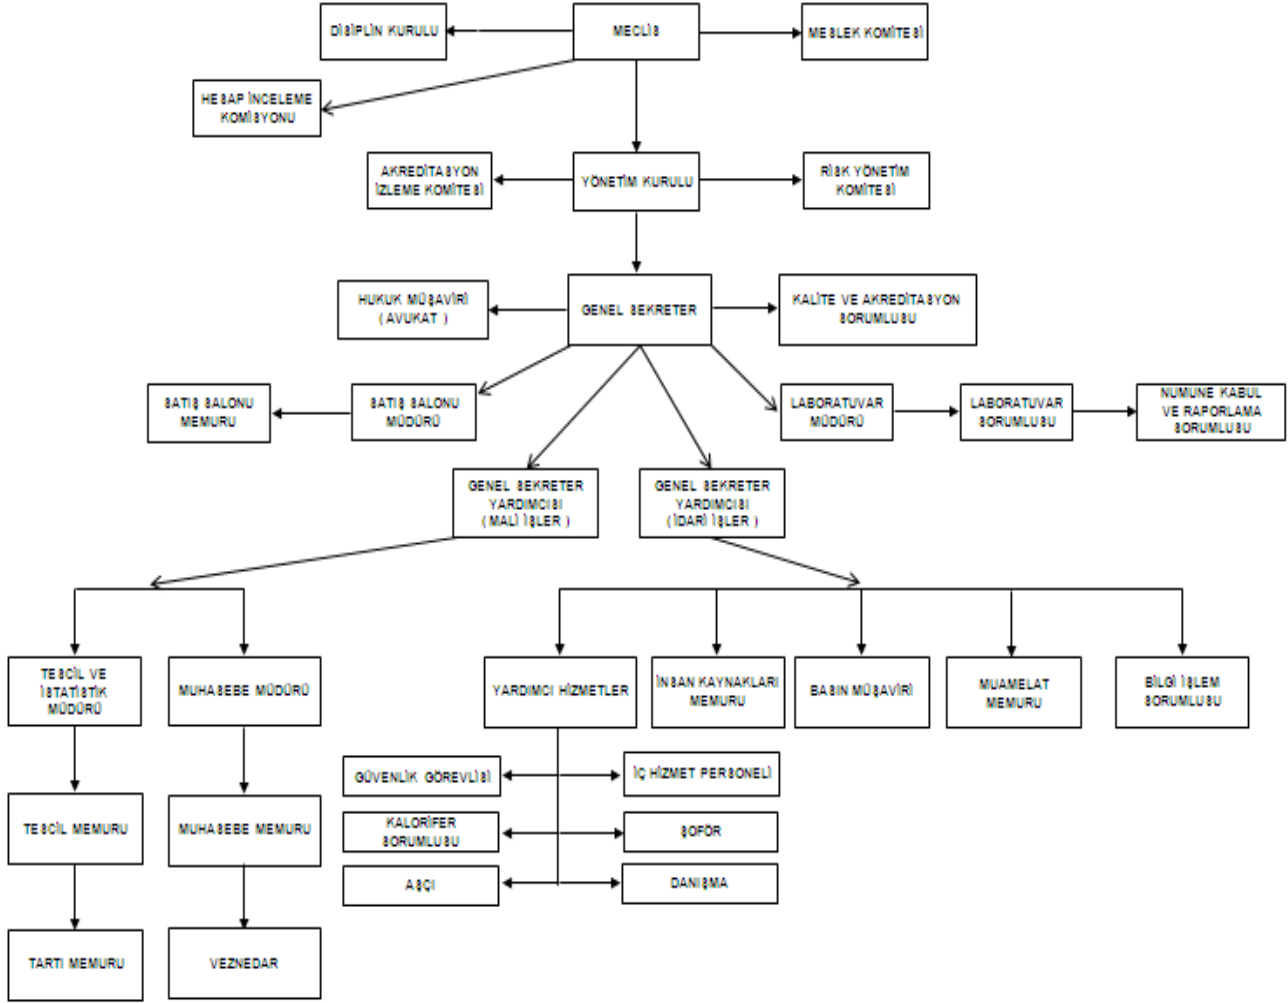 DİSİPLİN KURULU
MECLİS
MESLEK KOMİTESİ
HESAP İNCELEME
KOMİSYONU
AKREDİTASYON
İZLEME KOMİTESİ
YÖNETİM KURULU
RİSK YÖNETİM
KOMİTESİ
HUKUK MÜŞAVİRİ
( AVUKAT )
GENEL SEKRETER
KALİTE VE AKREDİTASYON
SORUMLUSU
SATIŞ SALONU
MEMURU
SATIŞ SALONU
MÜDÜRÜ
LABORATUVAR
MÜDÜRÜ
LABORATUVAR
SORUMLUSU
NUMUNE KABUL
VE RAPORLAMA
SORUMLUSU
GENEL SEKRETER
YARDIMCISI
( MALİ İŞLER )
GENEL SEKRETER
YARDIMCISI
( İDARİ İŞLER )
TESCİL VE
İSTATİSTİK
MÜDÜRÜ
MUHASEBE MÜDÜRÜ
YARDIMCI HİZMETLER
İNSAN KAYNAKLARI
MEMURU
BASIN MÜŞAVİRİ
MUAMELAT
MEMURU
BİLGİ İŞLEM
SORUMLUSU
GÜVENLİK GÖREVLİSİ
İÇ HİZMET PERSONELİ
TESCİL MEMURU
MUHASEBE MEMURU
KALORİFER
SORUMLUSU
ŞOFÖR
AŞÇI
DANIŞMA
TARTI MEMURU
VEZNEDAR